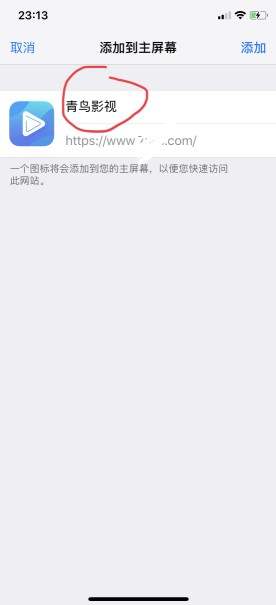 23:13
取消
添加到主屏幕
添加
青鸟影视
https://www .com/
一个图标将会添加到您的主屏幕，以便您快速访问
此网站。